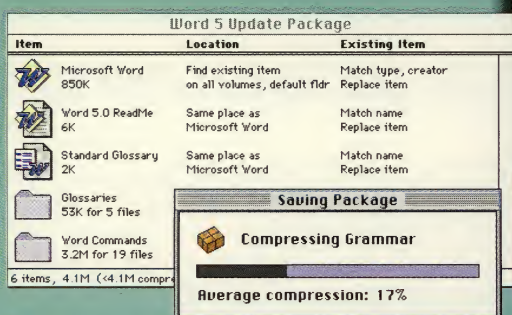 Word 5 Update Package
Item Location Existing Item
Microsoft Word Find existing item Match type, creator
850K on all volumes, default fldr Replace item
Word 5.0 ReadMe Same place as Match name
6K Microsoft Word Replace item
Standard Glossary Same place as Match name
2K Microsoft Word Replace item
Glossaries
53K for 5 files
Saving Package
Word Commands
3.2M for 19 files
Compressing Grammar
6 items, 4.1M (<4.1M compre
Average compression: 17%